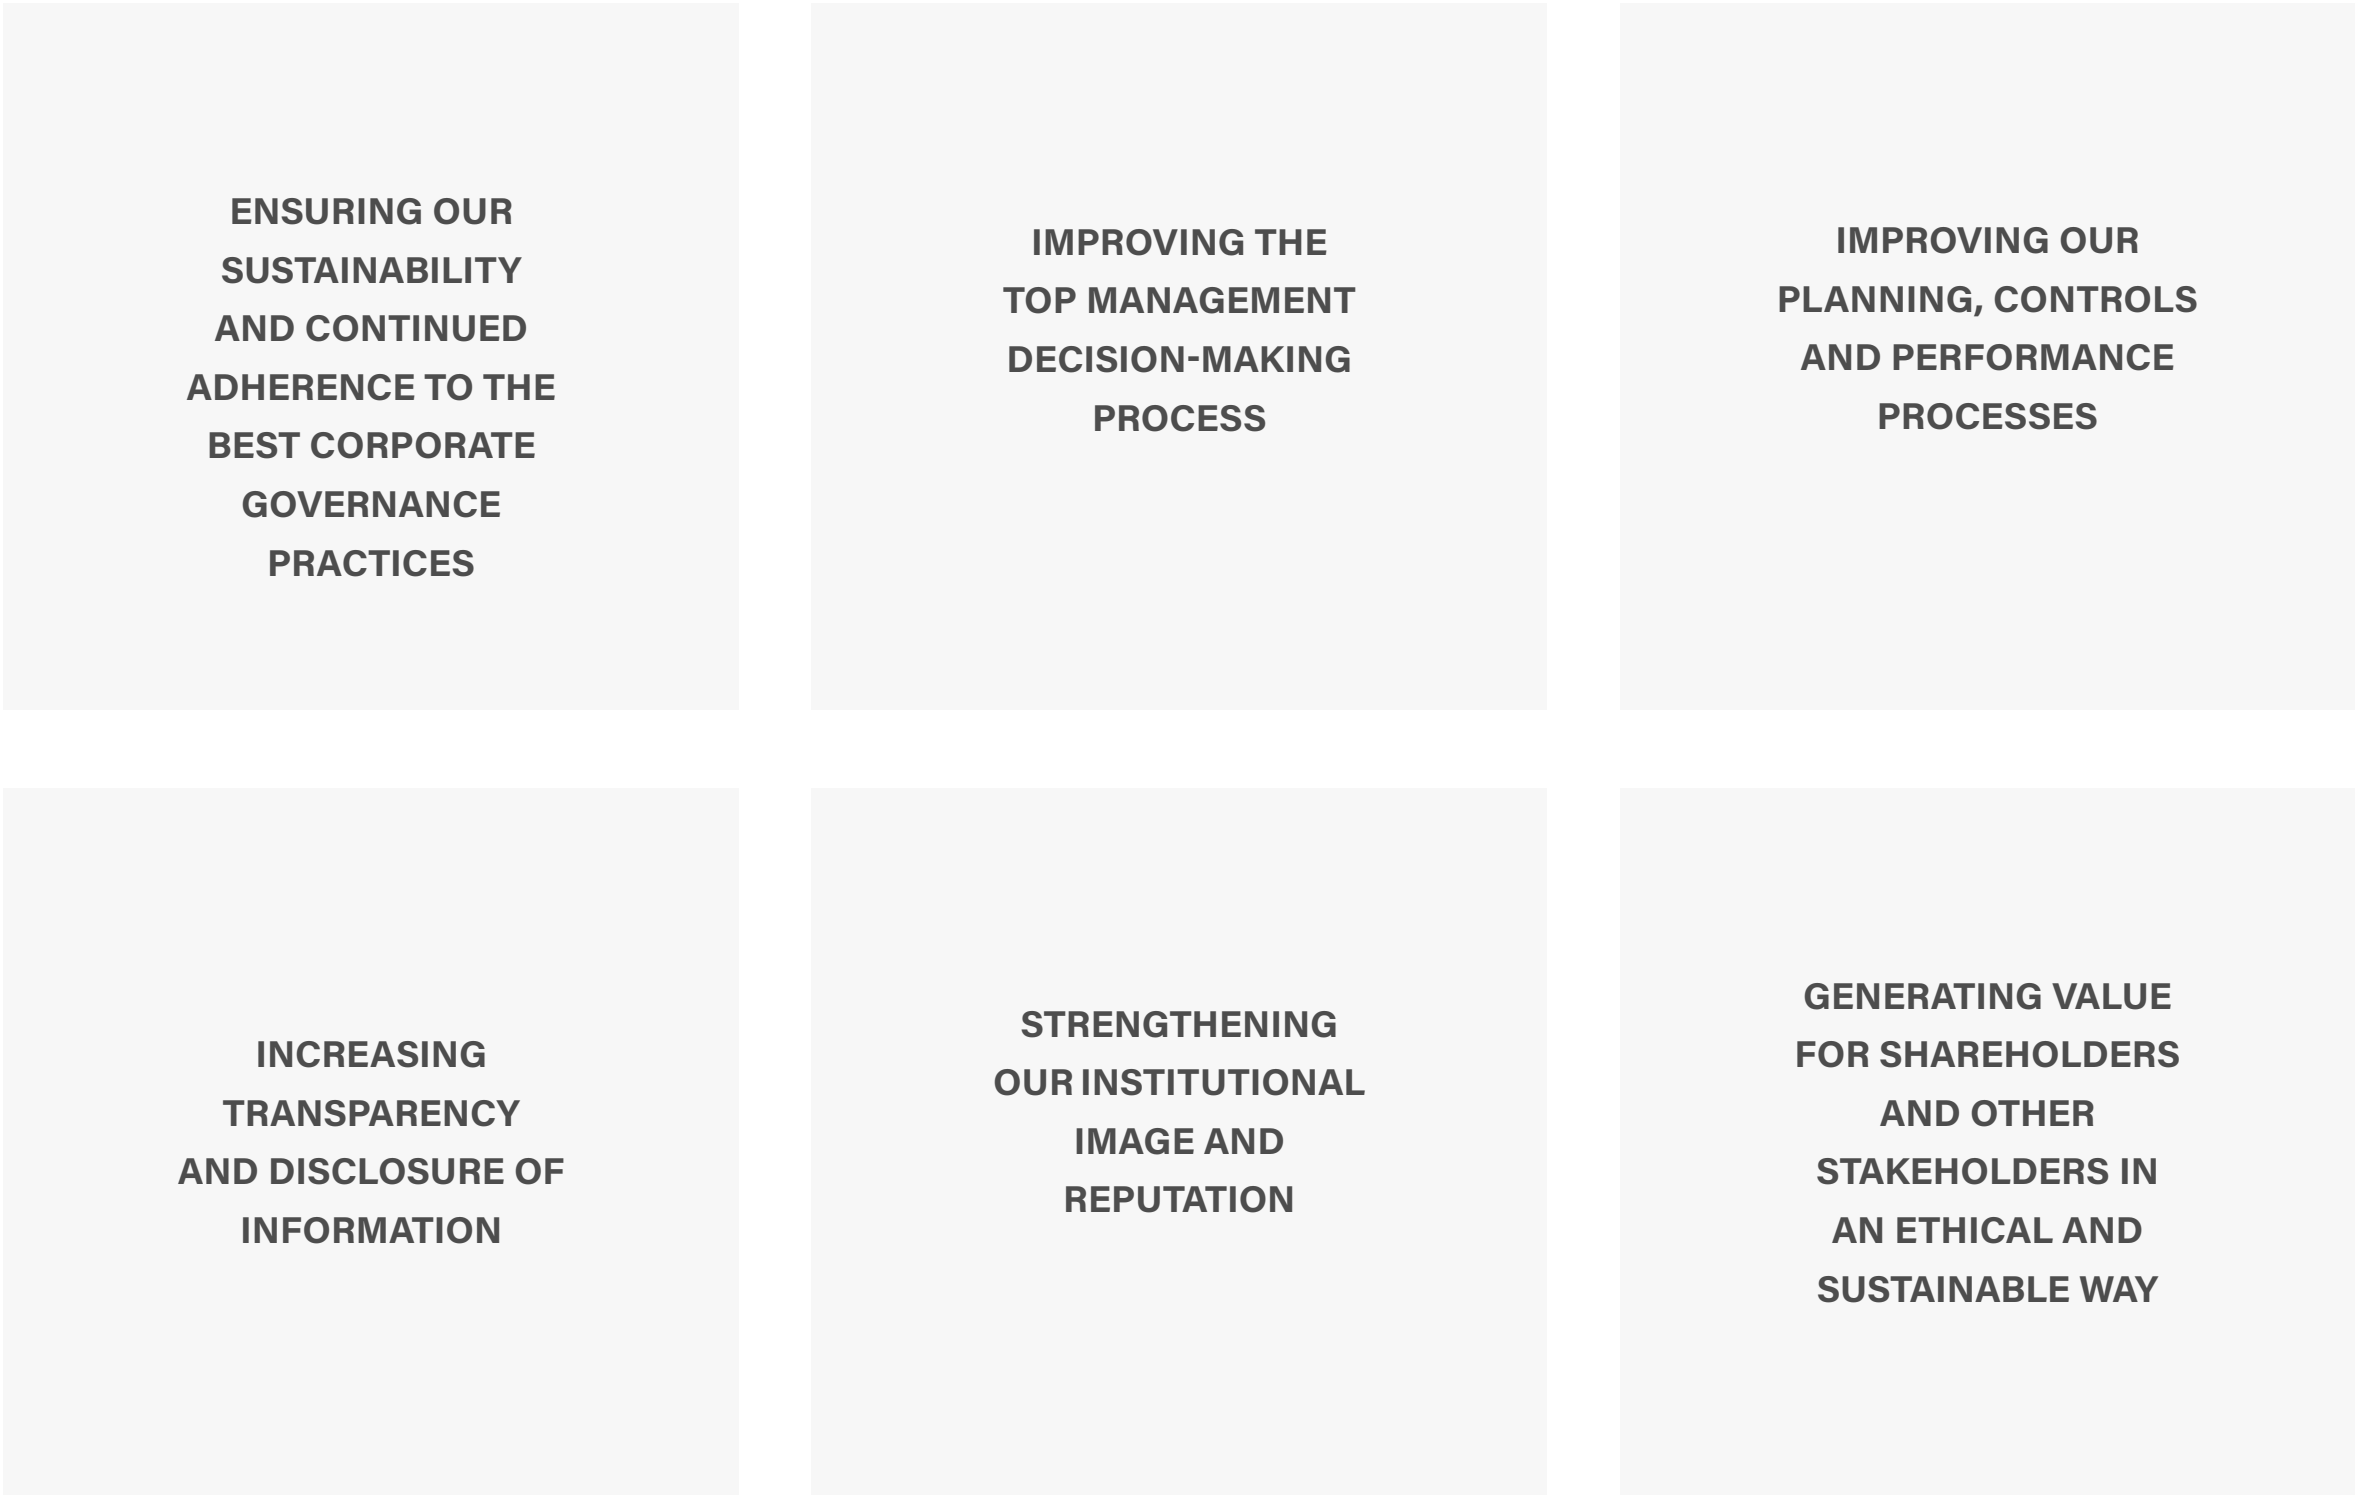 ENSURING OUR
SUSTAINABILITY
AND CONTINUED
ADHERENCE TO THE
BEST CORPORATE
GOVERNANCE
PRACTICES
IMPROVING THE
TOP MANAGEMENT
DECISION-MAKING
PROCESS
IMPROVING OUR
PLANNING, CONTROLS
AND PERFORMANCE
PROCESSES
INCREASING
TRANSPARENCY
AND DISCLOSURE OF
INFORMATION
STRENGTHENING
OUR INSTITUTIONAL
IMAGE AND
REPUTATION
GENERATING VALUE
FOR SHAREHOLDERS
AND OTHER
STAKEHOLDERS IN
AN ETHICAL AND
SUSTAINABLE WAY